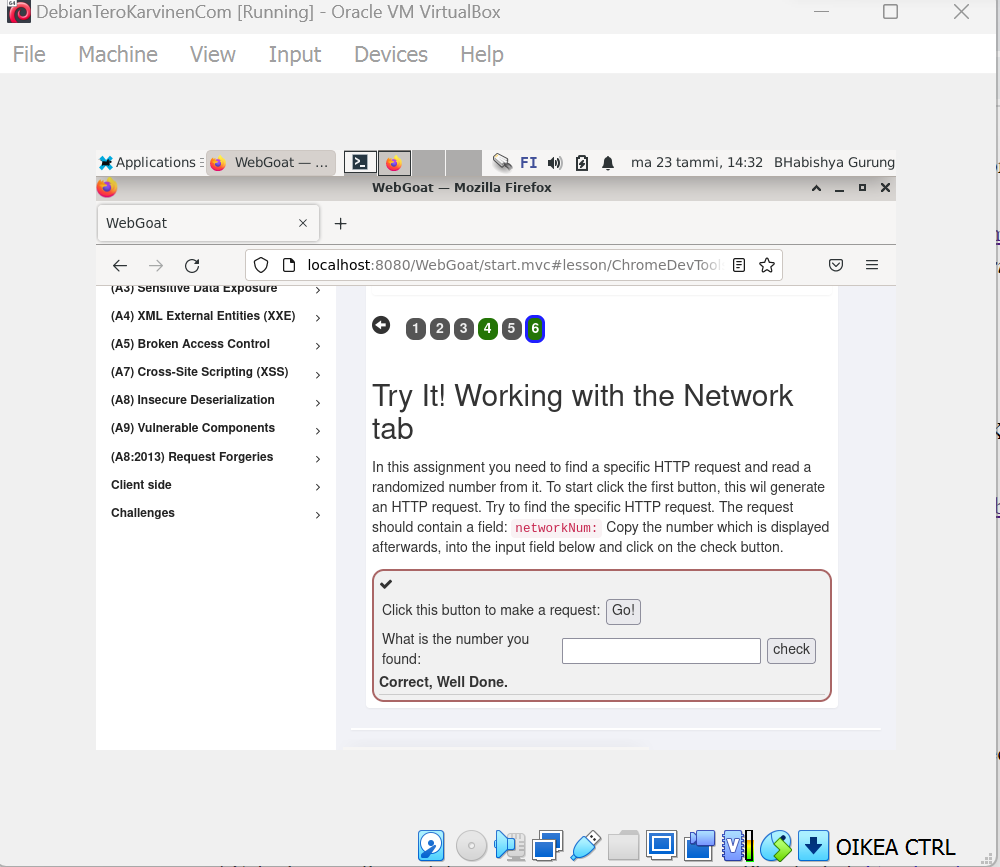 DebianTeroKarvinenCom [Running] - Oracle VM VirtualBox
File Machine View Input Devices Help
Applications WebGoat — ... FI ma 23 tammi, 14:32 BHabishya Gurung
WebGoat — Mozilla Firefox
WebGoat
localhost:8080/WebGoat/start.mvc#lesson/ChromeDevTool
(A3) Sensitive Data Exposure
(A4) XML External Entities (XXE)
(A5) Broken Access Control
(A7) Cross-Site Scripting (XSS)
(A8) Insecure Deserialization
(A9) Vulnerable Components
(A8:2013) Request Forgeries
Client side
Challenges
1 2 3 4 5 6
Try It! Working with the Network
tab
In this assignment you need to find a specific HTTP request and read a
randomized number from it. To start click the first button, this wil generate
an HTTP request. Try to find the specific HTTP request. The request
should contain a field: networkNum: Copy the number which is displayed
afterwards, into the input field below and click on the check button.
Click this button to make a request: Go!
What is the number you
found:
check
Correct, Well Done.
OIKEA CTRL